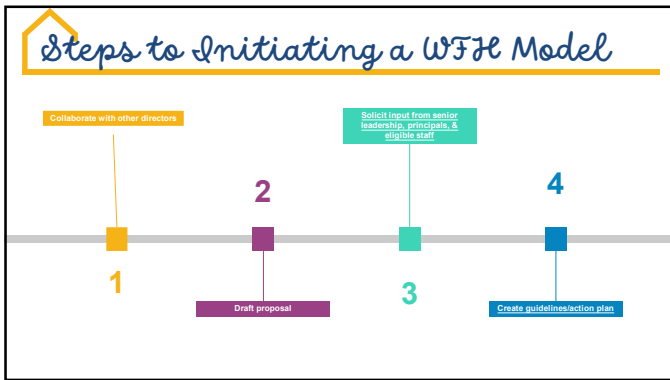 Steps to Initiating a WFH Model
Collaborate with other directors
1
2
Draft proposal
Solicit input from senior
leadership, principals, &
eligible staff
3
4
Create guidelines/action plan